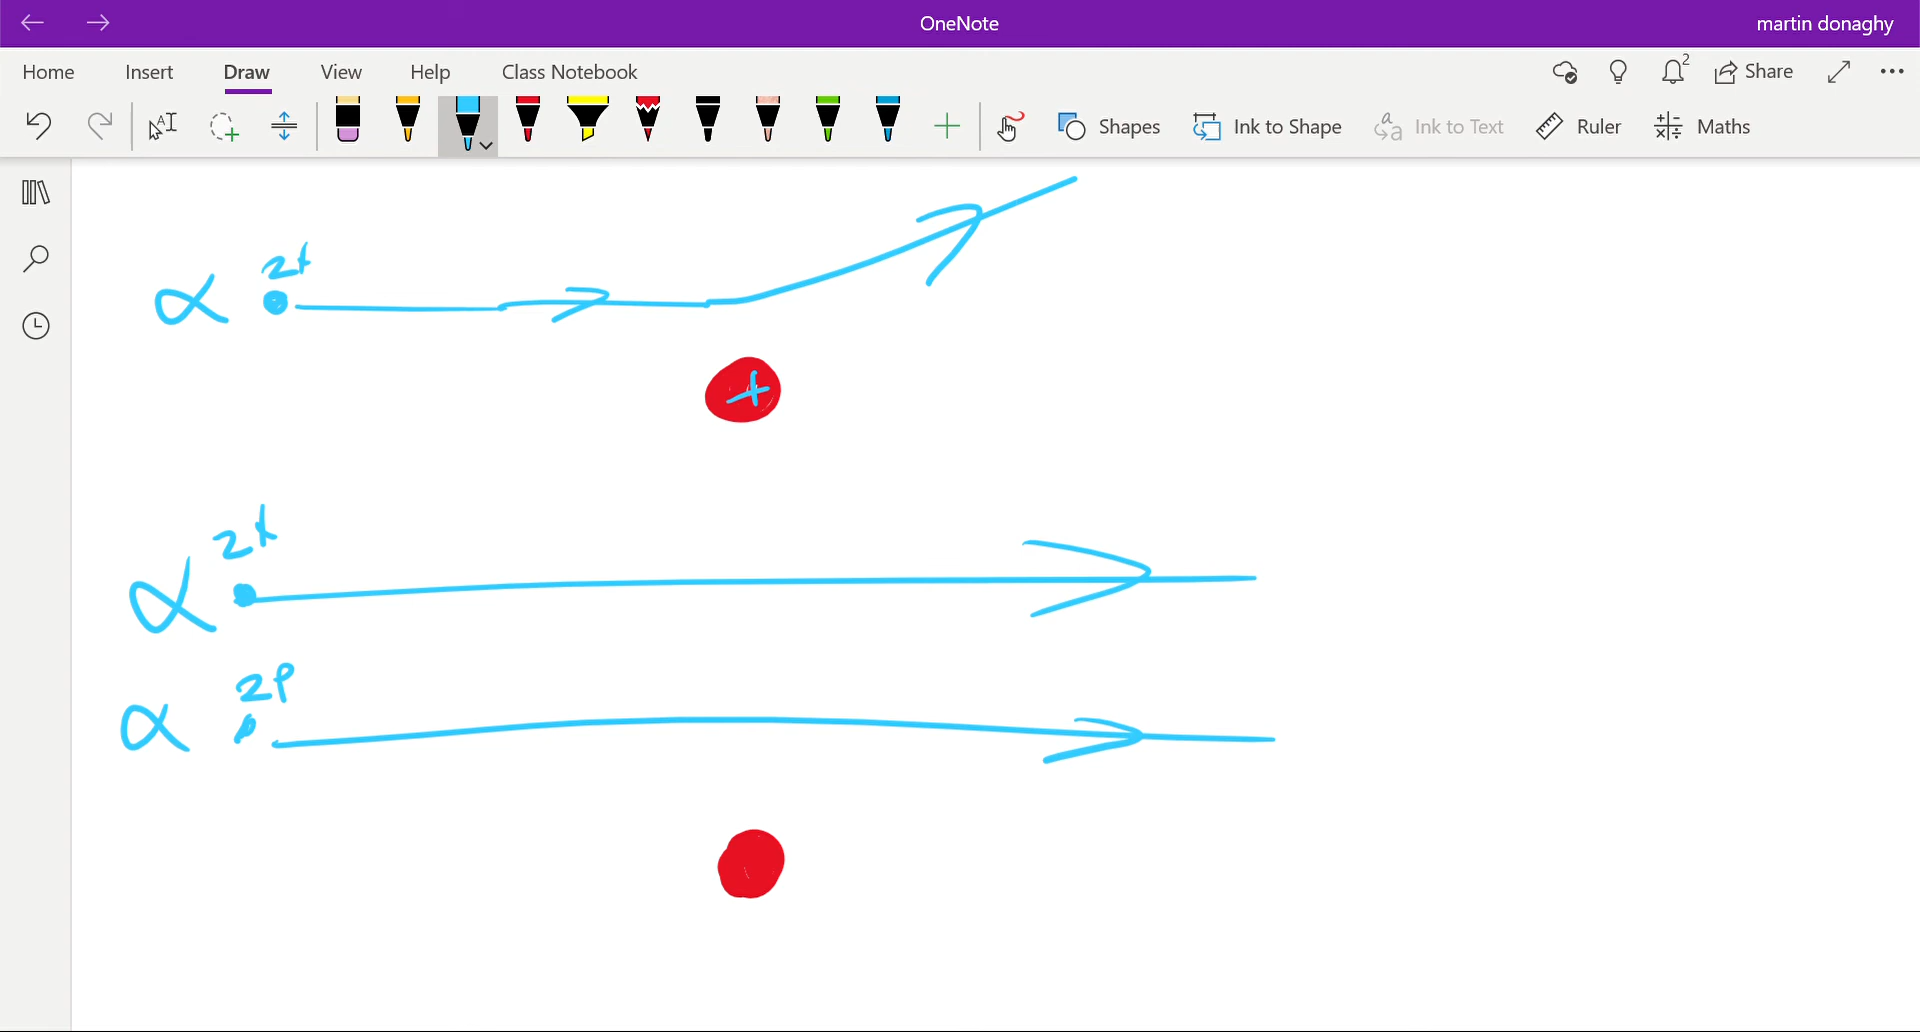 OneNote
martin donaghy
Home Insert Draw View Help Class Notebook
2
Share
Shapes Ink to Shape Ink to Text Ruler Maths
2+
α
+
2+
α
2P
α